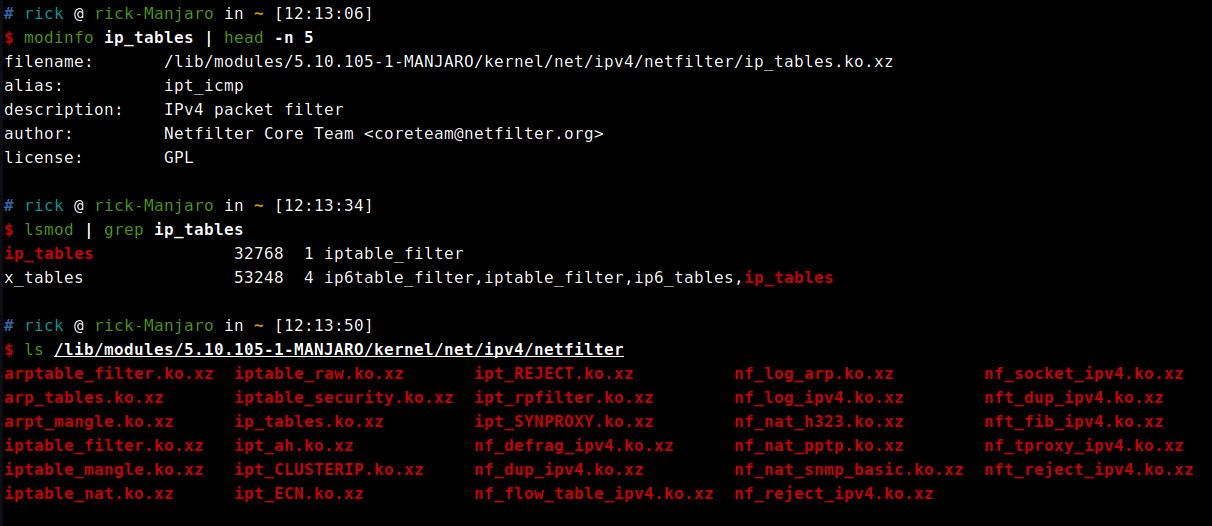 # rick @ rick-Manjaro in ~ [12:13:06]
$ modinfo ip_tables | head -n 5
filename:       /lib/modules/5.10.105-1-MANJARO/kernel/net/ipv4/netfilter/ip_tables.ko.xz
alias:          ipt_icmp
description:    IPv4 packet filter
author:         Netfilter Core Team <coreteam@netfilter.org>
license:        GPL
# rick @ rick-Manjaro in ~ [12:13:34]
$ lsmod | grep ip_tables
ip_tables              32768  1 iptable_filter
x_tables               53248  4 ip6table_filter,iptable_filter,ip6_tables,ip_tables
# rick @ rick-Manjaro in ~ [12:13:50]
$ ls /lib/modules/5.10.105-1-MANJARO/kernel/net/ipv4/netfilter
arptable_filter.ko.xz  iptable_raw.ko.xz       ipt_REJECT.ko.xz          nf_log_arp.ko.xz         nf_socket_ipv4.ko.xz
arp_tables.ko.xz       iptable_security.ko.xz  ipt_rpfilter.ko.xz        nf_log_ipv4.ko.xz        nft_dup_ipv4.ko.xz
arpt_mangle.ko.xz      ip_tables.ko.xz         ipt_SYNPROXY.ko.xz        nf_nat_h323.ko.xz        nft_fib_ipv4.ko.xz
iptable_filter.ko.xz   ipt_ah.ko.xz            nf_defrag_ipv4.ko.xz      nf_nat_pptp.ko.xz        nf_tproxy_ipv4.ko.xz
iptable_mangle.ko.xz   ipt_CLUSTERIP.ko.xz     nf_dup_ipv4.ko.xz         nf_nat_snmp_basic.ko.xz  nft_reject_ipv4.ko.xz
iptable_nat.ko.xz      ipt_ECN.ko.xz           nf_flow_table_ipv4.ko.xz  nf_reject_ipv4.ko.xz